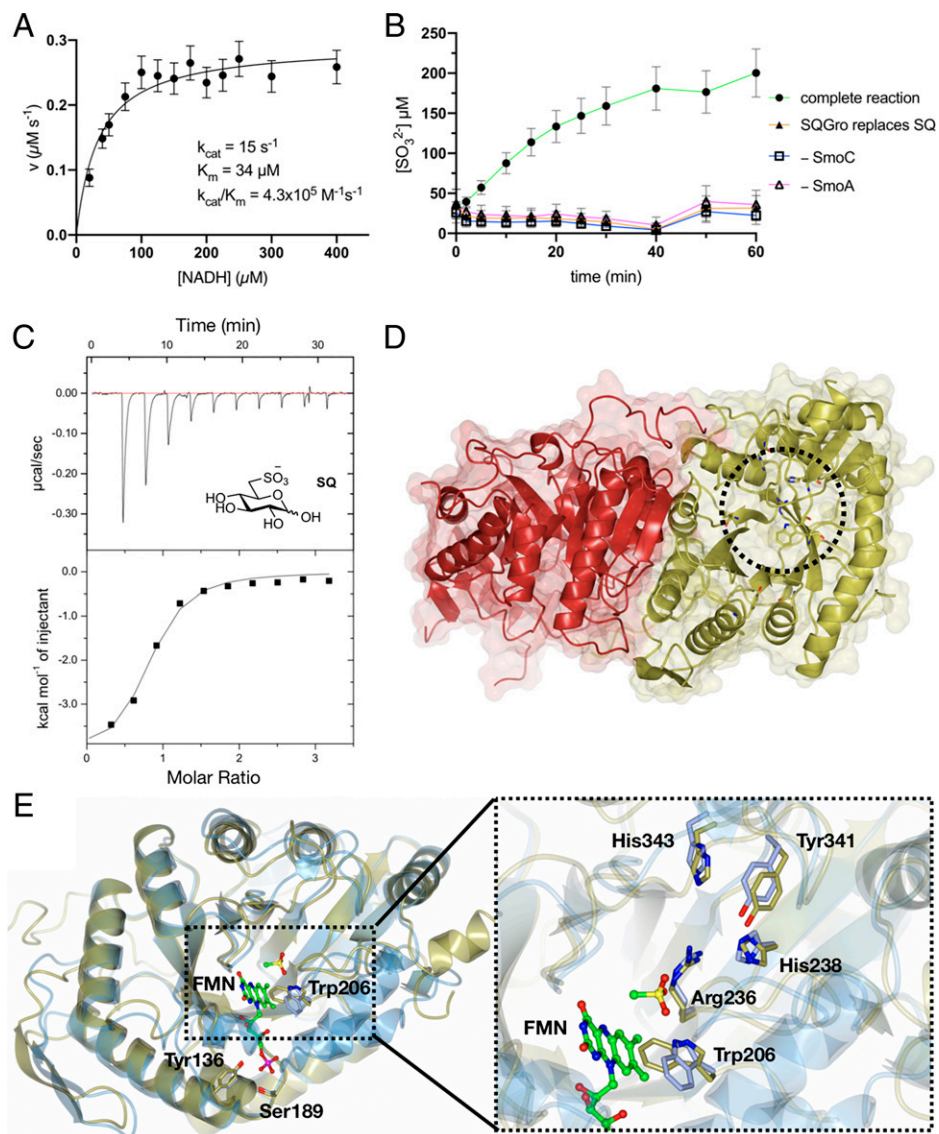 A
0.3
0.2
0.1
0.0
v (µM s⁻¹)
k_cat = 15 s⁻¹
K_m = 34 µM
k_cat/K_m = 4.3x10⁵ M⁻¹s⁻¹
0 100 200 300 400
[NADH] (µM)
B
250
200
150
100
50
0
[SO₃²⁻] µM
0 20 40 60
time (min)
complete reaction
SQGro replaces SQ
– SmoC
– SmoA
C
Time (min)
0 10 20 30
0.00
-0.10
-0.20
-0.30
µcal/sec
SO₃⁻
SQ
HO
HO
HO
OH
O
0.0
-1.0
-2.0
-3.0
kcal mol⁻¹ of injectant
0 1 2 3
Molar Ratio
D
E
FMN
Trp206
Tyr136
Ser189
His343
Tyr341
His238
Arg236
FMN
Trp206